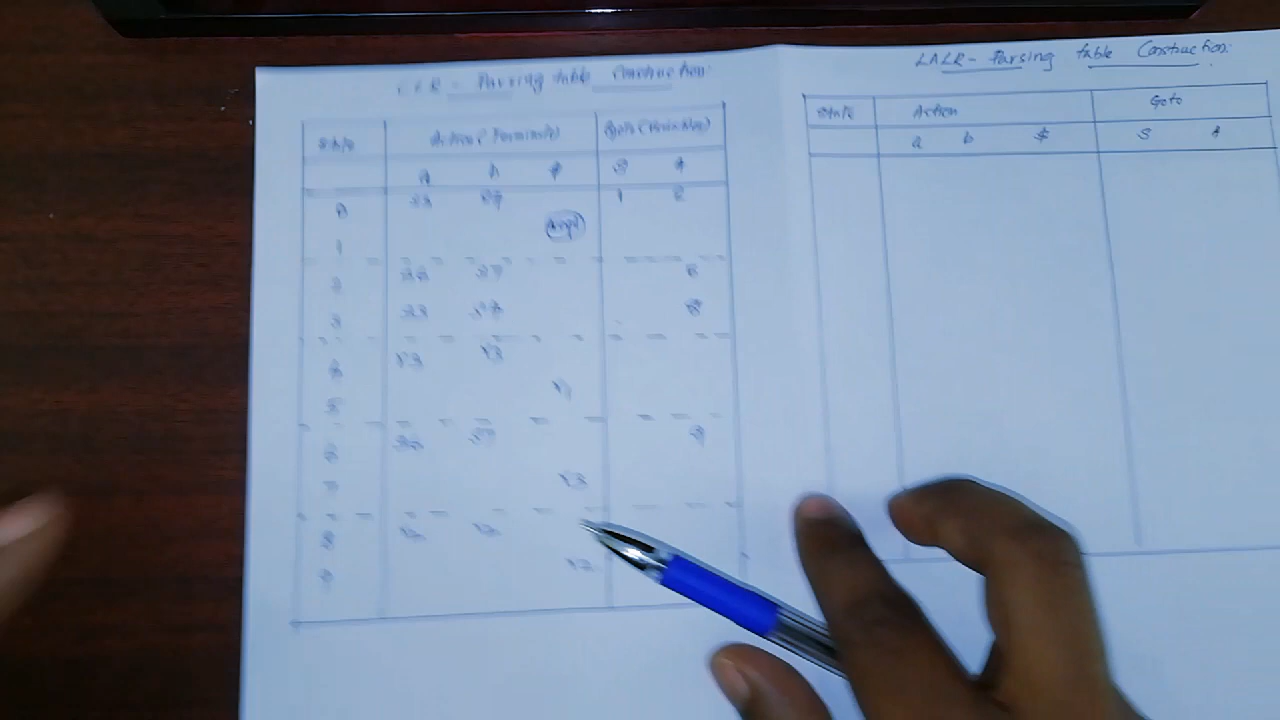 CLR - Parsing table Construction:
State Action (Terminals) Goto
a b $ S A
0 S3 S4 1 2
1 Accept
2 S6 S7 5
3 S3 S4 8
4 r3 r3
5 r1
6 S6 S7 9
7 r3
8 r2 r2
9 r2
LALR - Parsing table Construction:
State Action Goto
a b $ S A